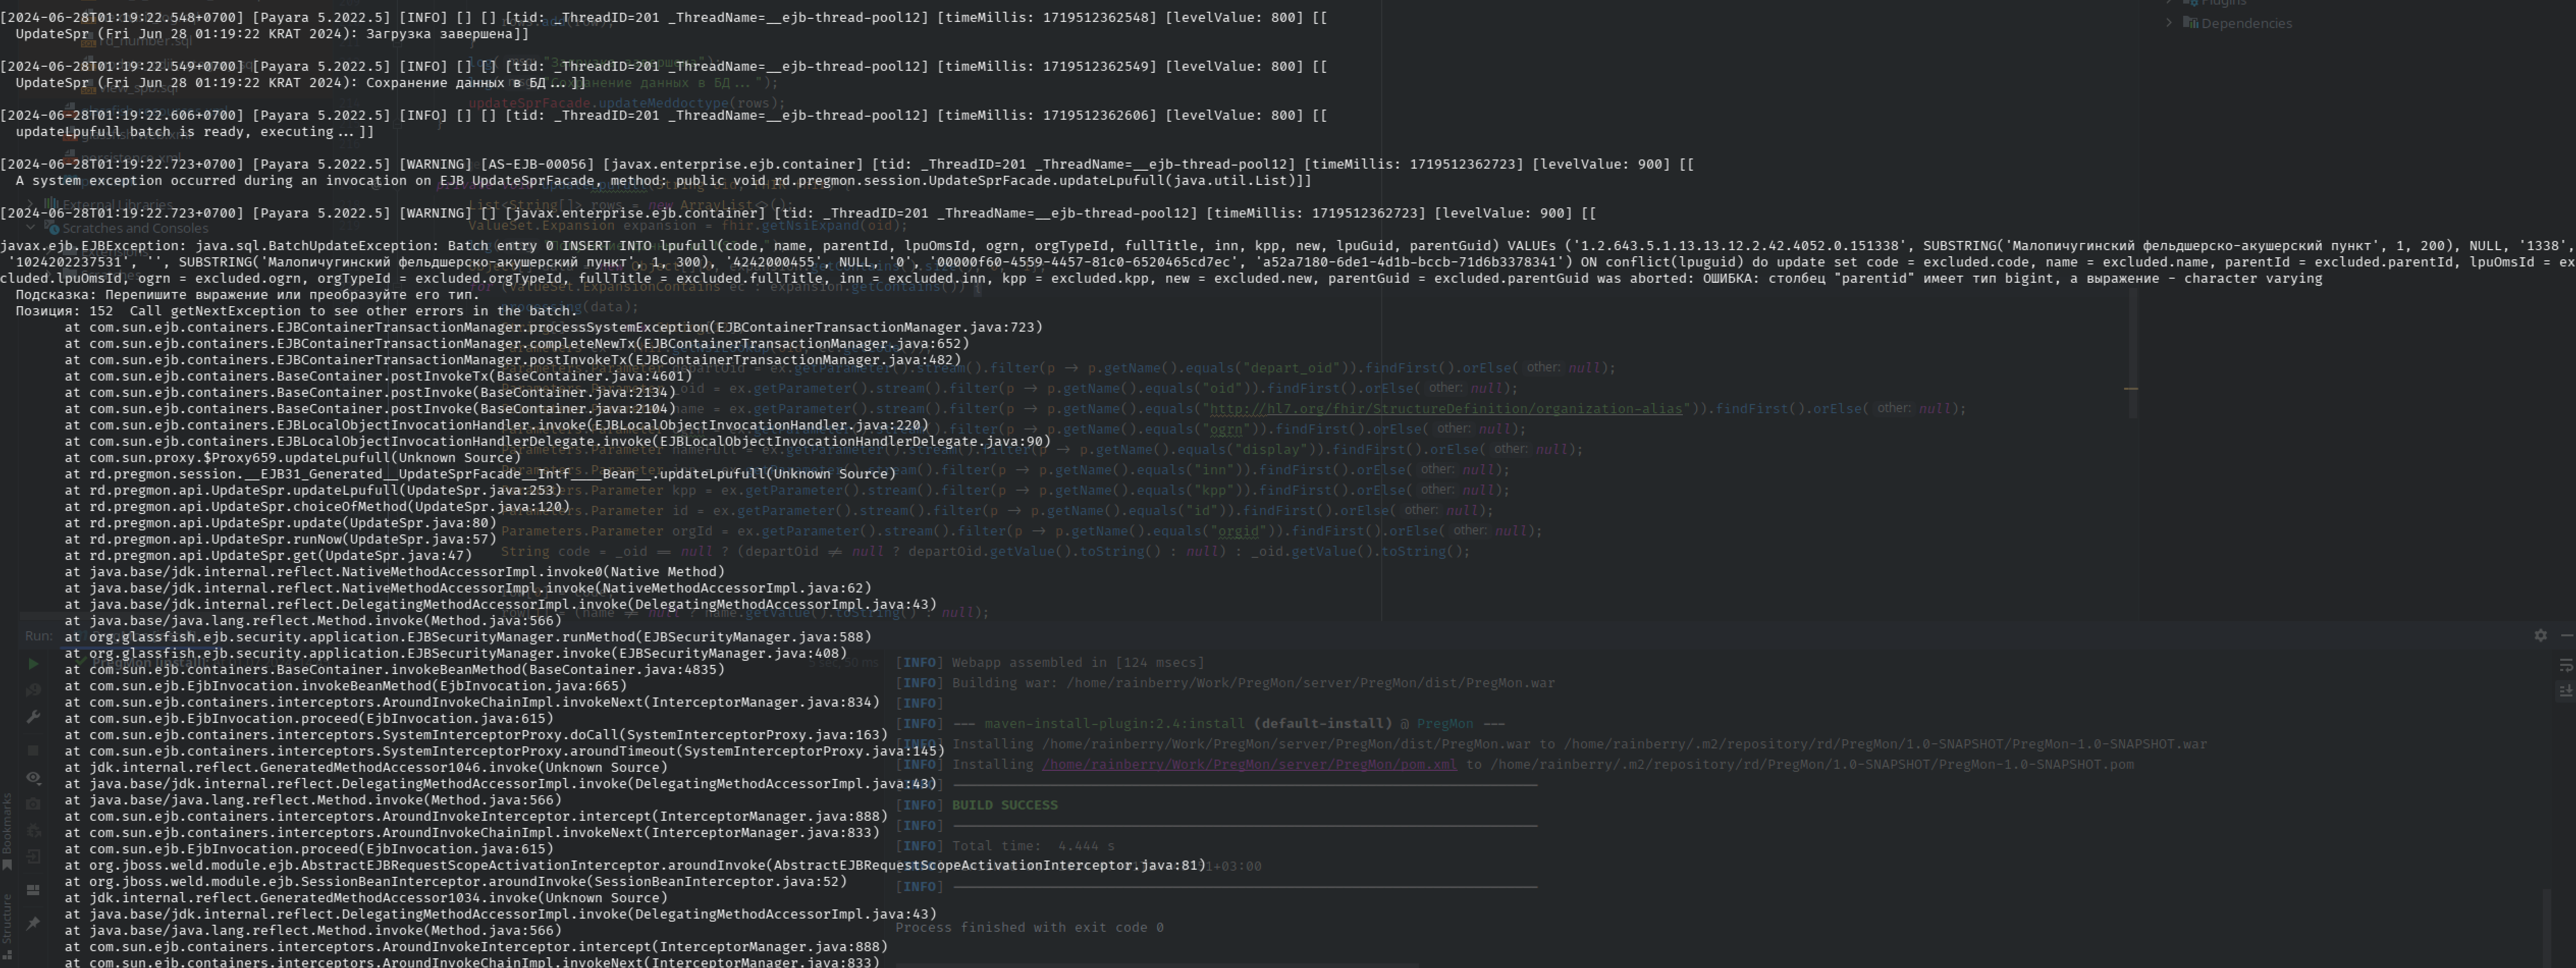 [2024-06-28T01:19:22.548+0700] [Payara 5.2022.5] [INFO] [] [] [tid: _ThreadID=201 _ThreadName=__ejb-thread-pool12] [timeMillis: 1719512362548] [levelValue: 800] [[
UpdateSpr (Fri Jun 28 01:19:22 KRAT 2024): Загрузка завершена]]
[2024-06-28T01:19:22.549+0700] [Payara 5.2022.5] [INFO] [] [] [tid: _ThreadID=201 _ThreadName=__ejb-thread-pool12] [timeMillis: 1719512362549] [levelValue: 800] [[
UpdateSpr (Fri Jun 28 01:19:22 KRAT 2024): Сохранение данных в БД...]]
[2024-06-28T01:19:22.606+0700] [Payara 5.2022.5] [INFO] [] [] [tid: _ThreadID=201 _ThreadName=__ejb-thread-pool12] [timeMillis: 1719512362606] [levelValue: 800] [[
updateLpufull batch is ready, executing...]]
[2024-06-28T01:19:22.723+0700] [Payara 5.2022.5] [WARNING] [AS-EJB-00056] [javax.enterprise.ejb.container] [tid: _ThreadID=201 _ThreadName=__ejb-thread-pool12] [timeMillis: 1719512362723] [levelValue: 900] [[
A system exception occurred during an invocation on EJB UpdateSprFacade, method: public void rd.pregmon.session.UpdateSprFacade.updateLpufull(java.util.List)]]
[2024-06-28T01:19:22.723+0700] [Payara 5.2022.5] [WARNING] [] [javax.enterprise.ejb.container] [tid: _ThreadID=201 _ThreadName=__ejb-thread-pool12] [timeMillis: 1719512362723] [levelValue: 900] [[
javax.ejb.EJBException: java.sql.BatchUpdateException: Batch entry 0 INSERT INTO lpufull (code, name, parentId, lpuOmsId, ogrn, orgTypeId, fullTitle, inn, kpp, new, lpuGuid, parentGuid) VALUEs ('1.2.643.5.1.13.13.12.2.42.4052.0.151338', SUBSTRING('Малопичугинский фельдшерско-акушерский пункт', 1, 200), NULL, '1338',
'1024202237531', '', SUBSTRING('Малопичугинский фельдшерско-акушерский пункт', 1, 300), '4242000455', NULL, '0', '00000f60-4559-4457-81c0-6520465cd7ec', 'a52a7180-6de1-4d1b-bccb-71d6b3378341') ON conflict(lpuguid) do update set code = excluded.code, name = excluded.name, parentId = excluded.parentId, lpuOmsId = ex
cluded.lpuOmsId, ogrn = excluded.ogrn, orgTypeId = excluded.orgTypeId, fullTitle = excluded.fullTitle, inn = excluded.inn, kpp = excluded.kpp, new = excluded.new, parentGuid = excluded.parentGuid was aborted: ОШИБКА: столбец "parentid" имеет тип bigint, а выражение - character varying
Подсказка: Перепишите выражение или преобразуйте его тип.
Позиция: 152  Call getNextException to see other errors in the batch.
at com.sun.ejb.containers.EJBContainerTransactionManager.processSystemException(EJBContainerTransactionManager.java:723)
at com.sun.ejb.containers.EJBContainerTransactionManager.completeNewTx(EJBContainerTransactionManager.java:652)
at com.sun.ejb.containers.EJBContainerTransactionManager.postInvokeTx(EJBContainerTransactionManager.java:482)
at com.sun.ejb.containers.BaseContainer.postInvokeTx(BaseContainer.java:4601)
at com.sun.ejb.containers.BaseContainer.postInvoke(BaseContainer.java:2134)
at com.sun.ejb.containers.BaseContainer.postInvoke(BaseContainer.java:2104)
at com.sun.ejb.containers.EJBLocalObjectInvocationHandler.invoke(EJBLocalObjectInvocationHandler.java:220)
at com.sun.ejb.containers.EJBLocalObjectInvocationHandlerDelegate.invoke(EJBLocalObjectInvocationHandlerDelegate.java:90)
at com.sun.proxy.$Proxy659.updateLpufull(Unknown Source)
at rd.pregmon.session.__EJB31_Generated__UpdateSprFacade__Intf____Bean__.updateLpufull(Unknown Source)
at rd.pregmon.api.UpdateSpr.updateLpufull(UpdateSpr.java:253)
at rd.pregmon.api.UpdateSpr.choiceOfMethod(UpdateSpr.java:120)
at rd.pregmon.api.UpdateSpr.update(UpdateSpr.java:80)
at rd.pregmon.api.UpdateSpr.runNow(UpdateSpr.java:57)
at rd.pregmon.api.UpdateSpr.get(UpdateSpr.java:47)
at java.base/jdk.internal.reflect.NativeMethodAccessorImpl.invoke0(Native Method)
at java.base/jdk.internal.reflect.NativeMethodAccessorImpl.invoke(NativeMethodAccessorImpl.java:62)
at java.base/jdk.internal.reflect.DelegatingMethodAccessorImpl.invoke(DelegatingMethodAccessorImpl.java:43)
at java.base/java.lang.reflect.Method.invoke(Method.java:566)
at org.glassfish.ejb.security.application.EJBSecurityManager.runMethod(EJBSecurityManager.java:588)
at org.glassfish.ejb.security.application.EJBSecurityManager.invoke(EJBSecurityManager.java:408)
at com.sun.ejb.containers.BaseContainer.invokeBeanMethod(BaseContainer.java:4835)
at com.sun.ejb.EjbInvocation.invokeBeanMethod(EjbInvocation.java:665)
at com.sun.ejb.containers.interceptors.AroundInvokeChainImpl.invokeNext(InterceptorManager.java:834)
at com.sun.ejb.EjbInvocation.proceed(EjbInvocation.java:615)
at com.sun.ejb.containers.interceptors.SystemInterceptorProxy.doCall(SystemInterceptorProxy.java:163)
at com.sun.ejb.containers.interceptors.SystemInterceptorProxy.aroundTimeout(SystemInterceptorProxy.java:145)
at jdk.internal.reflect.GeneratedMethodAccessor1046.invoke(Unknown Source)
at java.base/jdk.internal.reflect.DelegatingMethodAccessorImpl.invoke(DelegatingMethodAccessorImpl.java:43)
at java.base/java.lang.reflect.Method.invoke(Method.java:566)
at com.sun.ejb.containers.interceptors.AroundInvokeInterceptor.intercept(InterceptorManager.java:888)
at com.sun.ejb.containers.interceptors.AroundInvokeChainImpl.invokeNext(InterceptorManager.java:833)
at com.sun.ejb.EjbInvocation.proceed(EjbInvocation.java:615)
at org.jboss.weld.module.ejb.AbstractEJBRequestScopeActivationInterceptor.aroundInvoke(AbstractEJBRequestScopeActivationInterceptor.java:81)
at org.jboss.weld.module.ejb.SessionBeanInterceptor.aroundInvoke(SessionBeanInterceptor.java:52)
at jdk.internal.reflect.GeneratedMethodAccessor1034.invoke(Unknown Source)
at java.base/jdk.internal.reflect.DelegatingMethodAccessorImpl.invoke(DelegatingMethodAccessorImpl.java:43)
at java.base/java.lang.reflect.Method.invoke(Method.java:566)
at com.sun.ejb.containers.interceptors.AroundInvokeInterceptor.intercept(InterceptorManager.java:888)
at com.sun.ejb.containers.interceptors.AroundInvokeChainImpl.invokeNext(InterceptorManager.java:833)
Dependencies
External Libraries
Scratches and Consoles
updateSprFacade.updateMeddoctype(rows);
Run:
[INFO] Webapp assembled in [124 msecs]
[INFO] Building war: /home/rainberry/Work/PregMon/server/PregMon/dist/PregMon.war
[INFO]
[INFO] --- maven-install-plugin:2.4:install (default-install) @ PregMon ---
[INFO] Installing /home/rainberry/Work/PregMon/server/PregMon/dist/PregMon.war to /home/rainberry/.m2/repository/rd/PregMon/1.0-SNAPSHOT/PregMon-1.0-SNAPSHOT.war
[INFO] Installing /home/rainberry/Work/PregMon/server/PregMon/pom.xml to /home/rainberry/.m2/repository/rd/PregMon/1.0-SNAPSHOT/PregMon-1.0-SNAPSHOT.pom
[INFO] BUILD SUCCESS
[INFO]
[INFO] Total time:  4.444 s
[INFO]
Process finished with exit code 0
Bookmarks
Structure